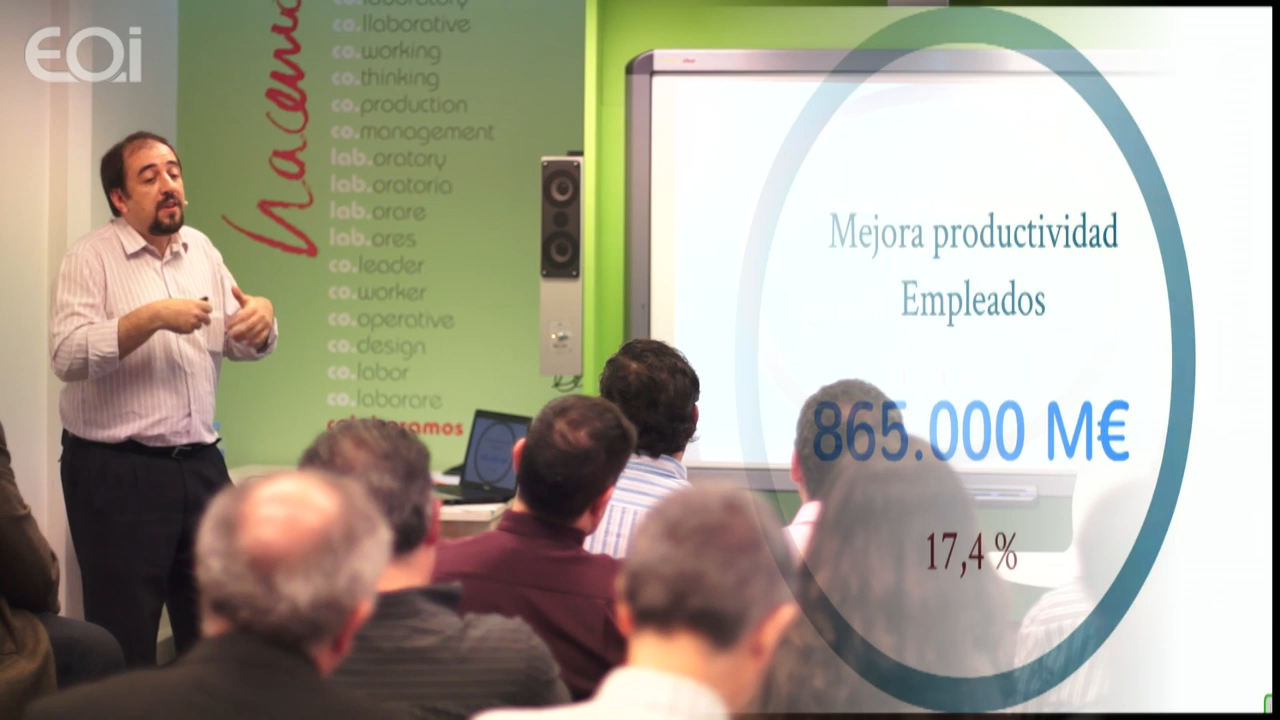 EOi
hacemos
co.llaborative
co.working
co.thinking
co.production
co.management
lab.oratory
lab.oratoria
lab.orare
lab.ores
co.leader
co.worker
co.operative
co.design
co.labor
co.laborare
colaboramos
Mejora productividad
Empleados
865.000 M€
17,4 %